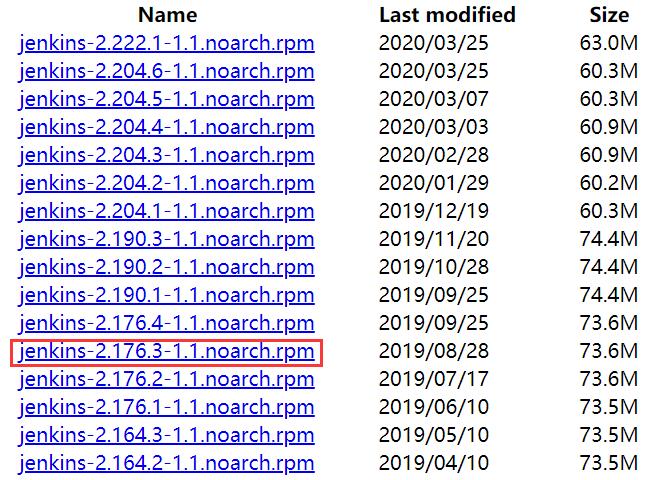 Name Last modified Size
jenkins-2.222.1-1.1.noarch.rpm 2020/03/25 63.0M
jenkins-2.204.6-1.1.noarch.rpm 2020/03/25 60.3M
jenkins-2.204.5-1.1.noarch.rpm 2020/03/07 60.3M
jenkins-2.204.4-1.1.noarch.rpm 2020/03/03 60.9M
jenkins-2.204.3-1.1.noarch.rpm 2020/02/28 60.9M
jenkins-2.204.2-1.1.noarch.rpm 2020/01/29 60.2M
jenkins-2.204.1-1.1.noarch.rpm 2019/12/19 60.3M
jenkins-2.190.3-1.1.noarch.rpm 2019/11/20 74.4M
jenkins-2.190.2-1.1.noarch.rpm 2019/10/28 74.4M
jenkins-2.190.1-1.1.noarch.rpm 2019/09/25 74.4M
jenkins-2.176.4-1.1.noarch.rpm 2019/09/25 73.6M
jenkins-2.176.3-1.1.noarch.rpm 2019/08/28 73.6M
jenkins-2.176.2-1.1.noarch.rpm 2019/07/17 73.6M
jenkins-2.176.1-1.1.noarch.rpm 2019/06/10 73.5M
jenkins-2.164.3-1.1.noarch.rpm 2019/05/10 73.5M
jenkins-2.164.2-1.1.noarch.rpm 2019/04/10 73.5M